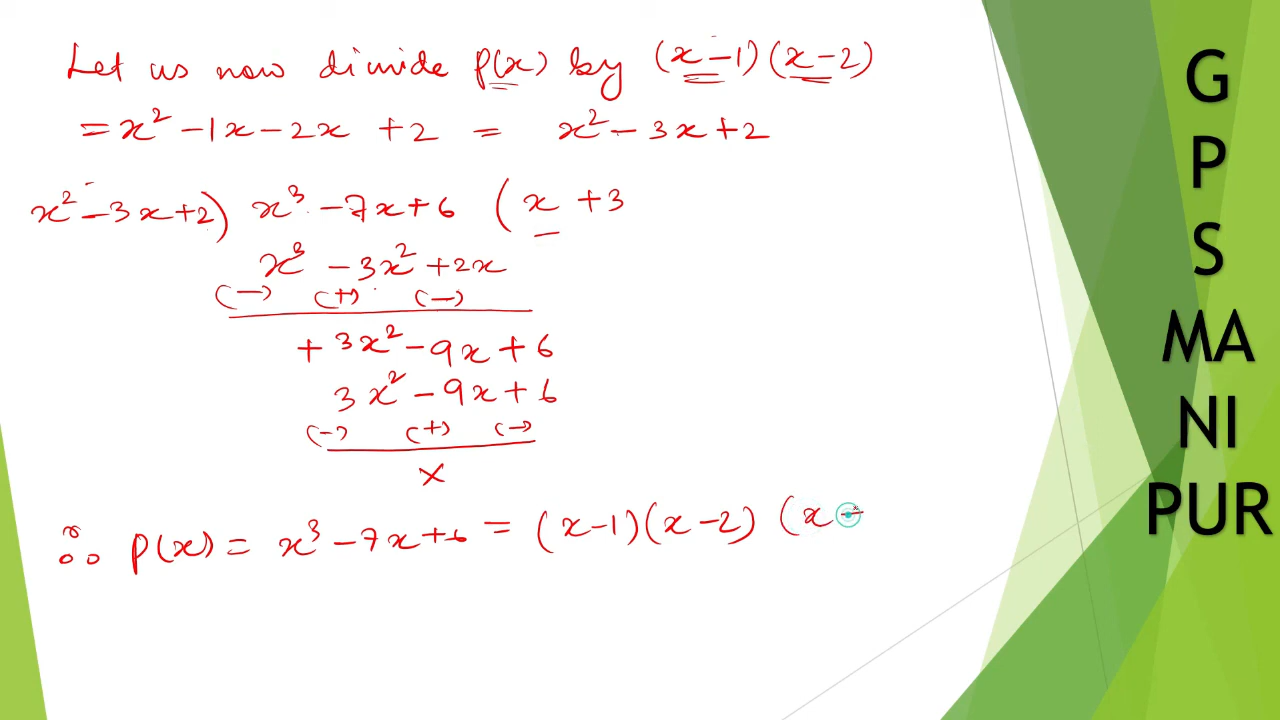 Let us now divide p(x) by (x-1)(x-2)
= x² - 1x - 2x + 2 = x² - 3x + 2
x² - 3x + 2) x³ - 7x + 6 (x + 3
x³ - 3x² + 2x
(-) (+) (-)
+ 3x² - 9x + 6
3x² - 9x + 6
(-) (+) (-)
x
∴ p(x) = x³ - 7x + 6 = (x-1)(x-2) (x
G
P
S
MA
NI
PUR